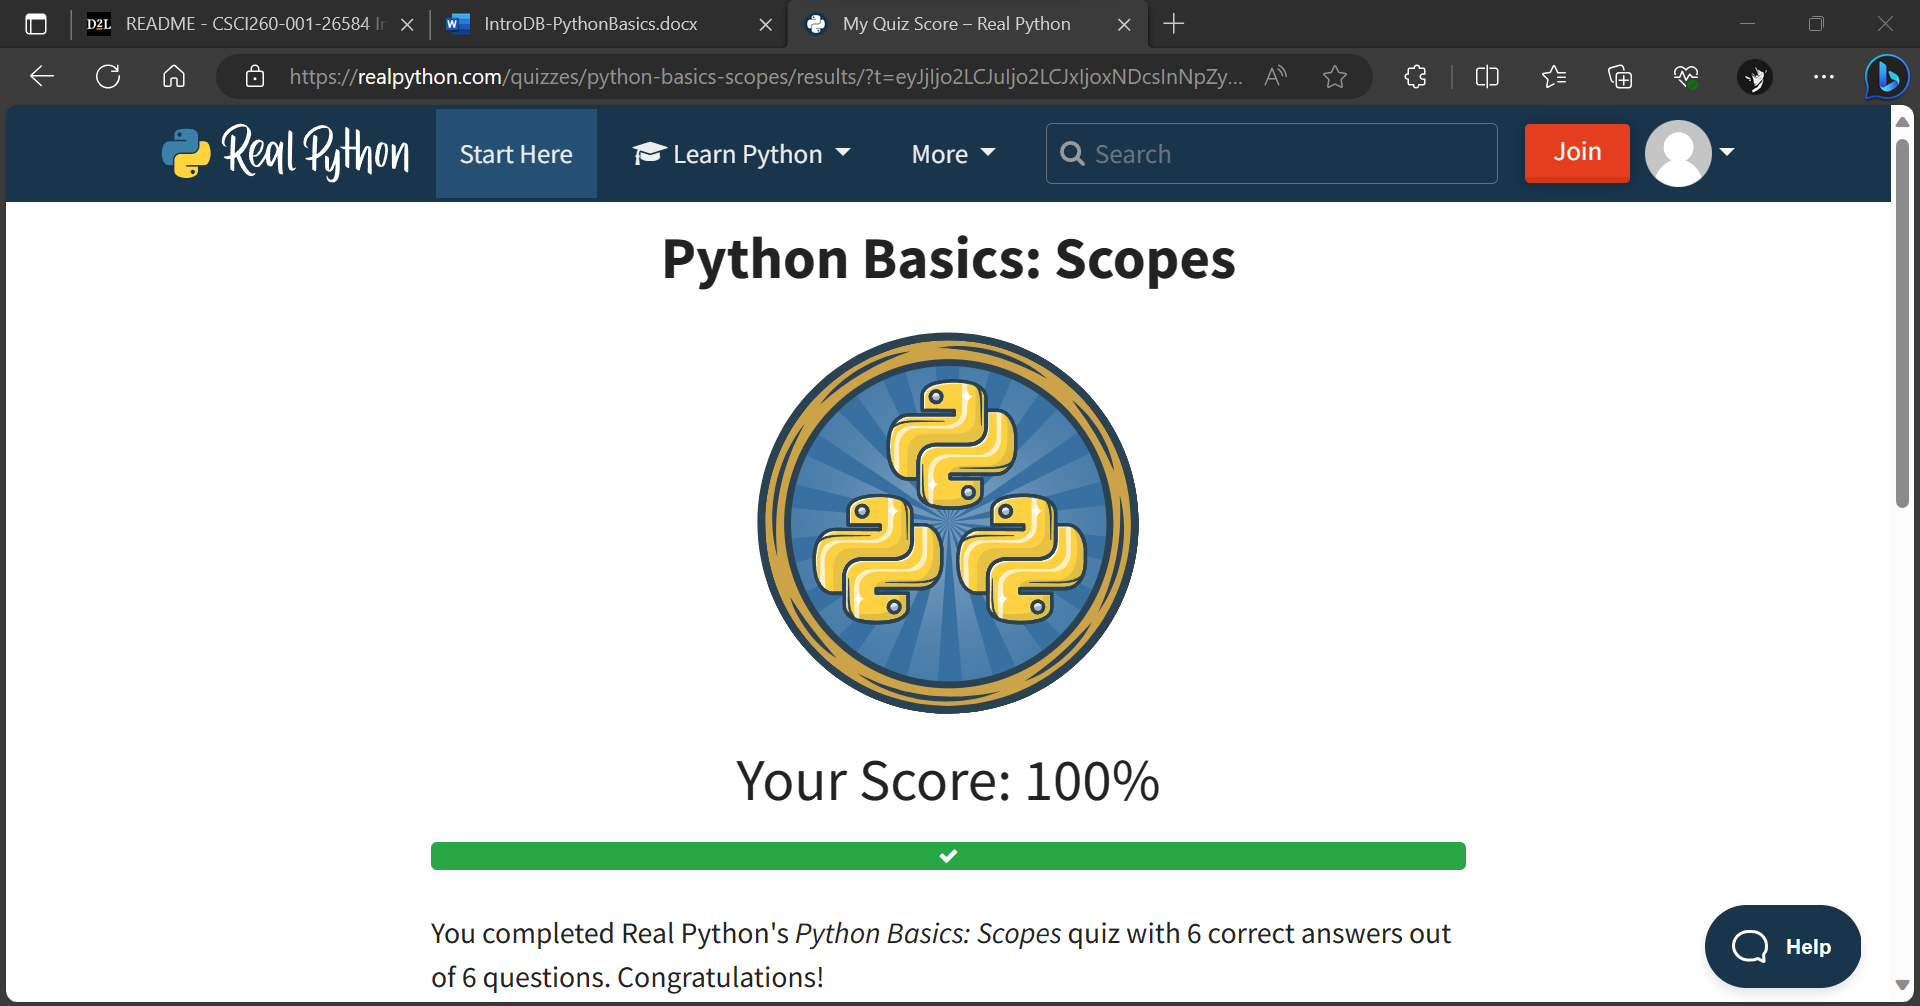 README - CSCI260-001-26584 In
IntroDB-PythonBasics.docx
My Quiz Score – Real Python
https://realpython.com/quizzes/python-basics-scopes/results/?t=eyJjIjo2LCJuIjo2LCJxIjoxNDcsInNpZy...
Real Python
Start Here
Learn Python
More
Search
Join
Python Basics: Scopes
Your Score: 100%
You completed Real Python's Python Basics: Scopes quiz with 6 correct answers out
of 6 questions. Congratulations!
Help